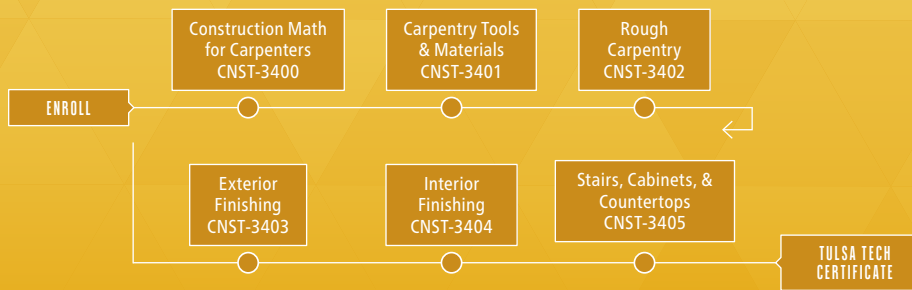 Construction Math
for Carpenters
CNST-3400
Carpentry Tools
& Materials
CNST-3401
Rough
Carpentry
CNST-3402
ENROLL
Exterior
Finishing
CNST-3403
Interior
Finishing
CNST-3404
Stairs, Cabinets, &
Countertops
CNST-3405
TULSA TECH
CERTIFICATE